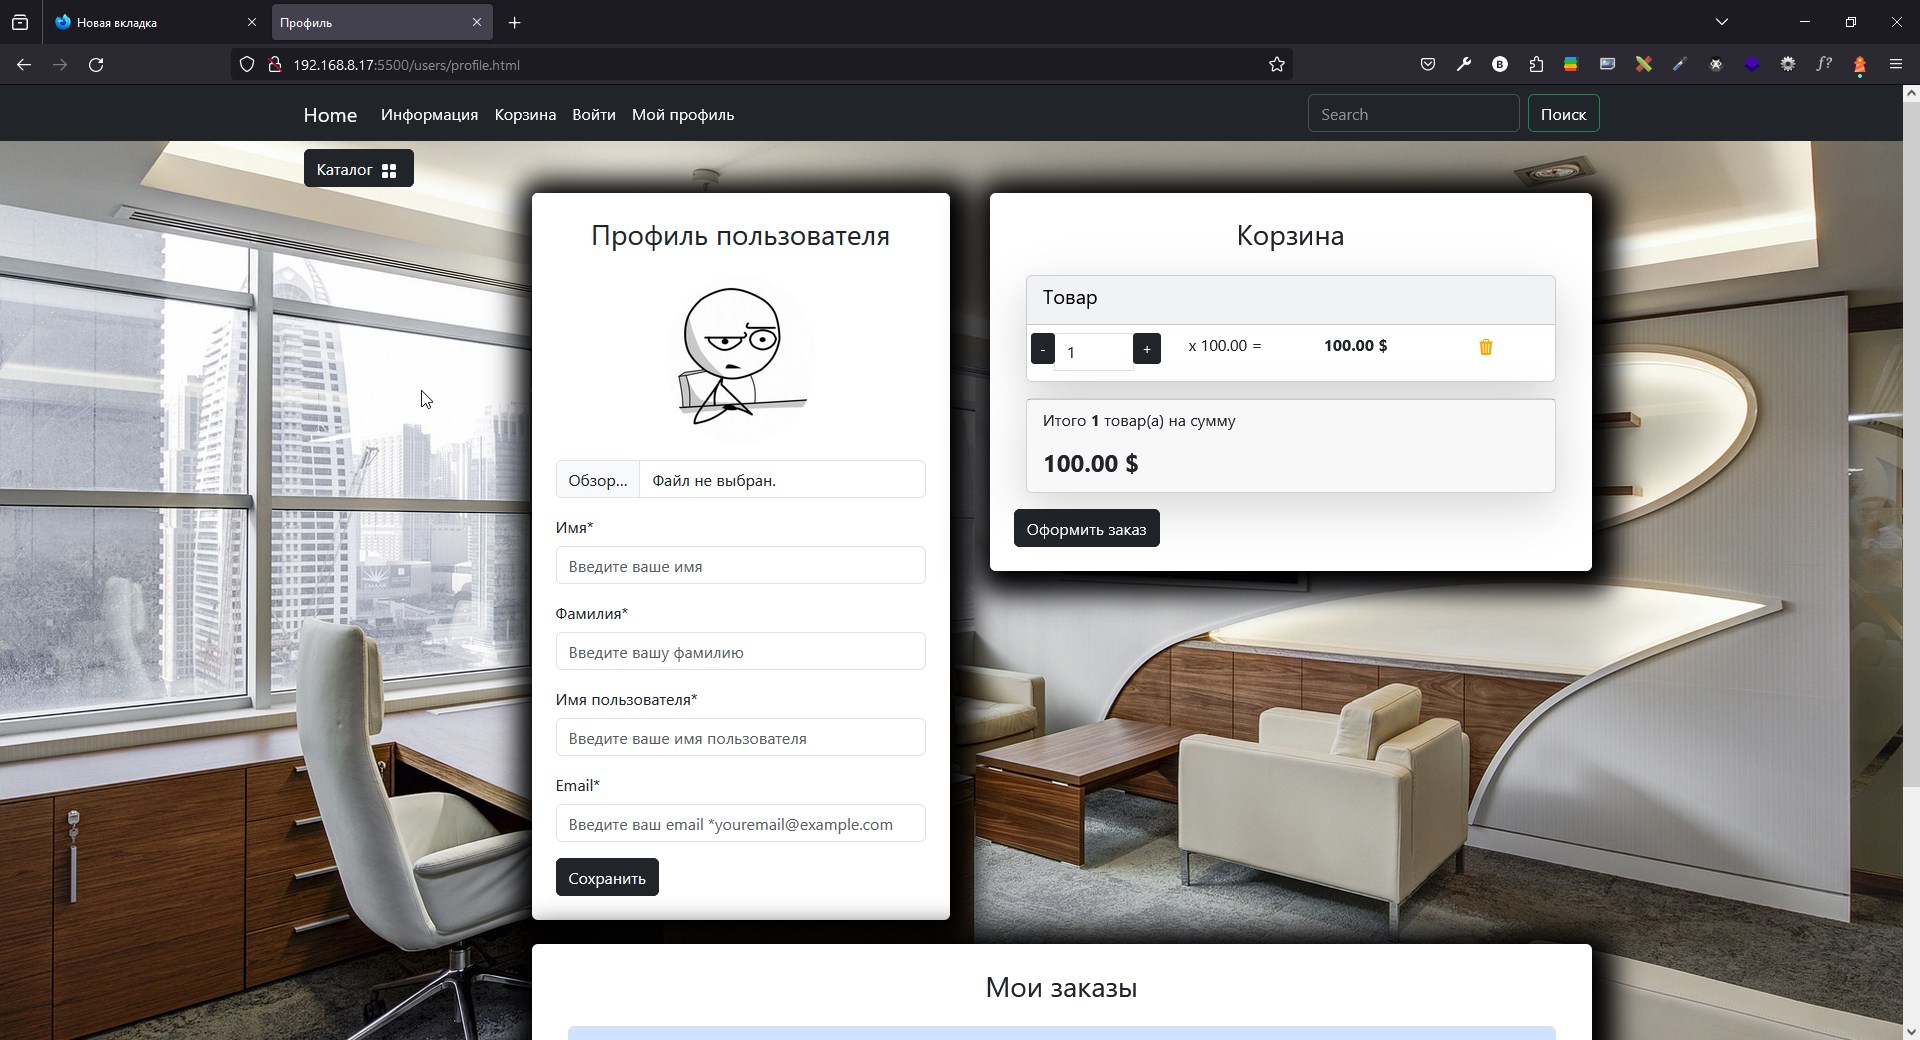 Новая вкладка
Профиль
192.168.8.17:5500/users/profile.html
B
f?
Home
Информация
Корзина
Войти
Мой профиль
Search
Поиск
Каталог
Профиль пользователя
Обзор... Файл не выбран.
Имя*
Введите ваше имя
Фамилия*
Введите вашу фамилию
Имя пользователя*
Введите ваше имя пользователя
Email*
Введите ваш email *youremail@example.com
Сохранить
Корзина
Товар
- 1 + x 100.00 = 100.00 $
Итого 1 товар(а) на сумму
100.00 $
Оформить заказ
Мои заказы